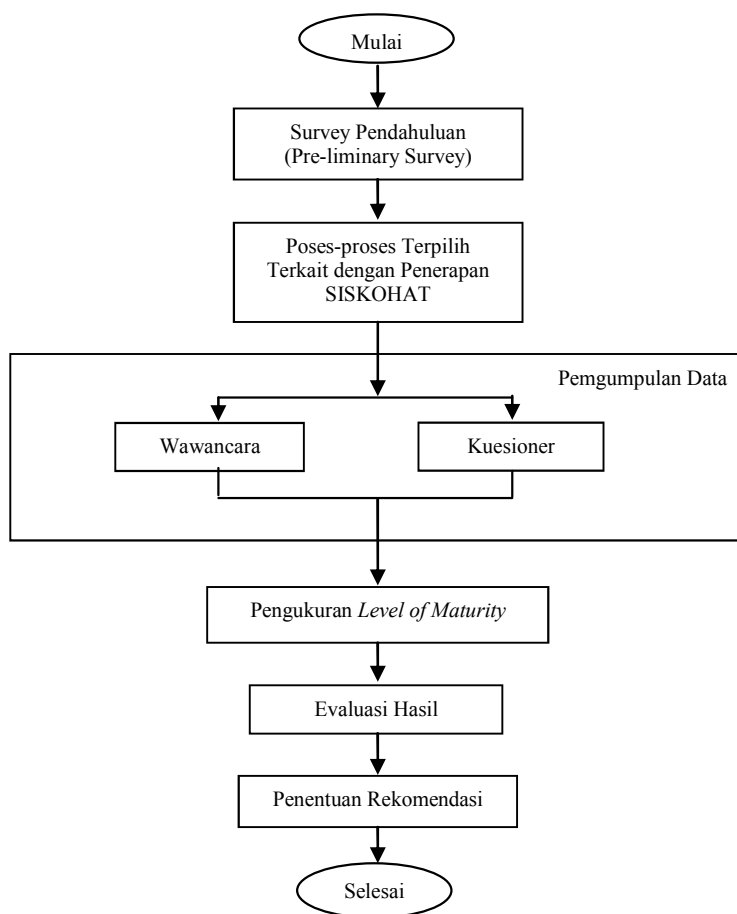 Mulai
Survey Pendahuluan
(Pre-liminary Survey)
Poses-proses Terpilih
Terkait dengan Penerapan
SISKOHAT
Pemgumpulan Data
Wawancara
Kuesioner
Pengukuran Level of Maturity
Evaluasi Hasil
Penentuan Rekomendasi
Selesai